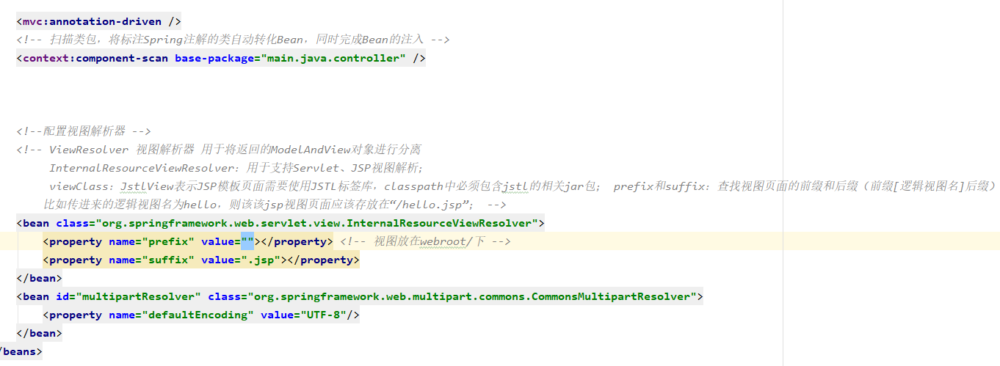 <mvc:annotation-driven />
<!-- 扫描类包，将标注Spring注解的类自动转化Bean，同时完成Bean的注入 -->
<context:component-scan base-package="main.java.controller" />
<!--配置视图解析器 -->
<!-- ViewResolver 视图解析器 用于将返回的ModelAndView对象进行分离
InternalResourceViewResolver：用于支持Servlet、JSP视图解析；
viewClass：JstlView表示JSP模板页面需要使用JSTL标签库，classpath中必须包含jstl的相关jar包； prefix和suffix：查找视图页面的前缀和后缀（前缀[逻辑视图名]后缀）
比如传进来的逻辑视图名为hello，则该该jsp视图页面应该存放在“/hello.jsp”； -->
<bean class="org.springframework.web.servlet.view.InternalResourceViewResolver">
<property name="prefix" value=""></property> <!-- 视图放在webroot/下 -->
<property name="suffix" value=".jsp"></property>
</bean>
<bean id="multipartResolver" class="org.springframework.web.multipart.commons.CommonsMultipartResolver">
<property name="defaultEncoding" value="UTF-8"/>
</bean>
/beans>